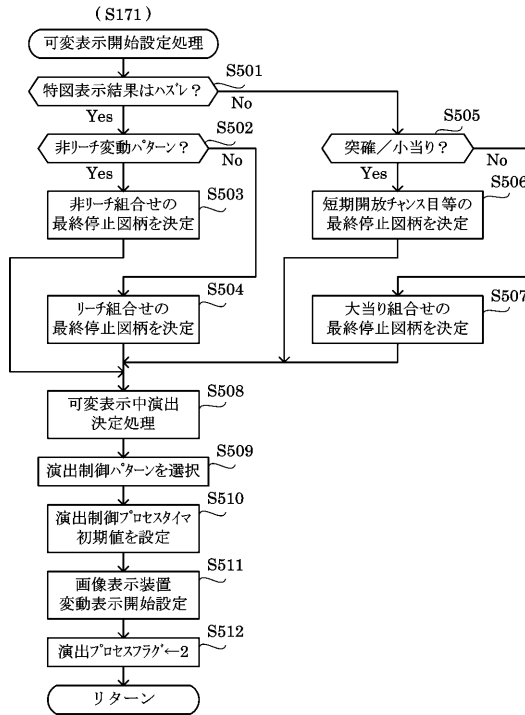 (S171)
可変表示開始設定処理
S501
特図表示結果はハズレ？
Yes
No
S502
非リーチ変動パターン？
Yes
No
S505
突確／小当り？
Yes
No
S503
非リーチ組合せの
最終停止図柄を決定
S506
短期開放チャンス目等の
最終停止図柄を決定
S504
リーチ組合せの
最終停止図柄を決定
S507
大当り組合せの
最終停止図柄を決定
S508
可変表示中演出
決定処理
S509
演出制御パターンを選択
S510
演出制御プロセスタイマ
初期値を設定
S511
画像表示装置
変動表示開始設定
S512
演出プロセスフラグ←2
リターン